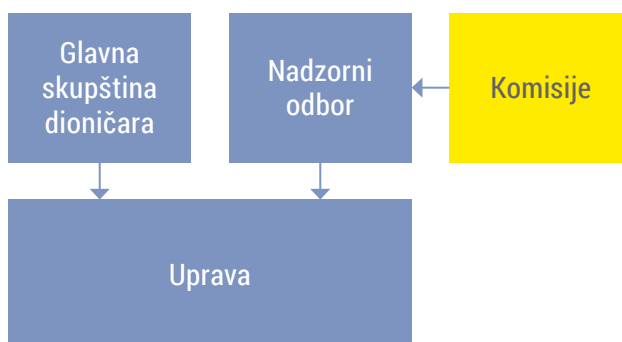 Glavna
skupština
dioničara
Nadzorni
odbor
Komisije
Uprava